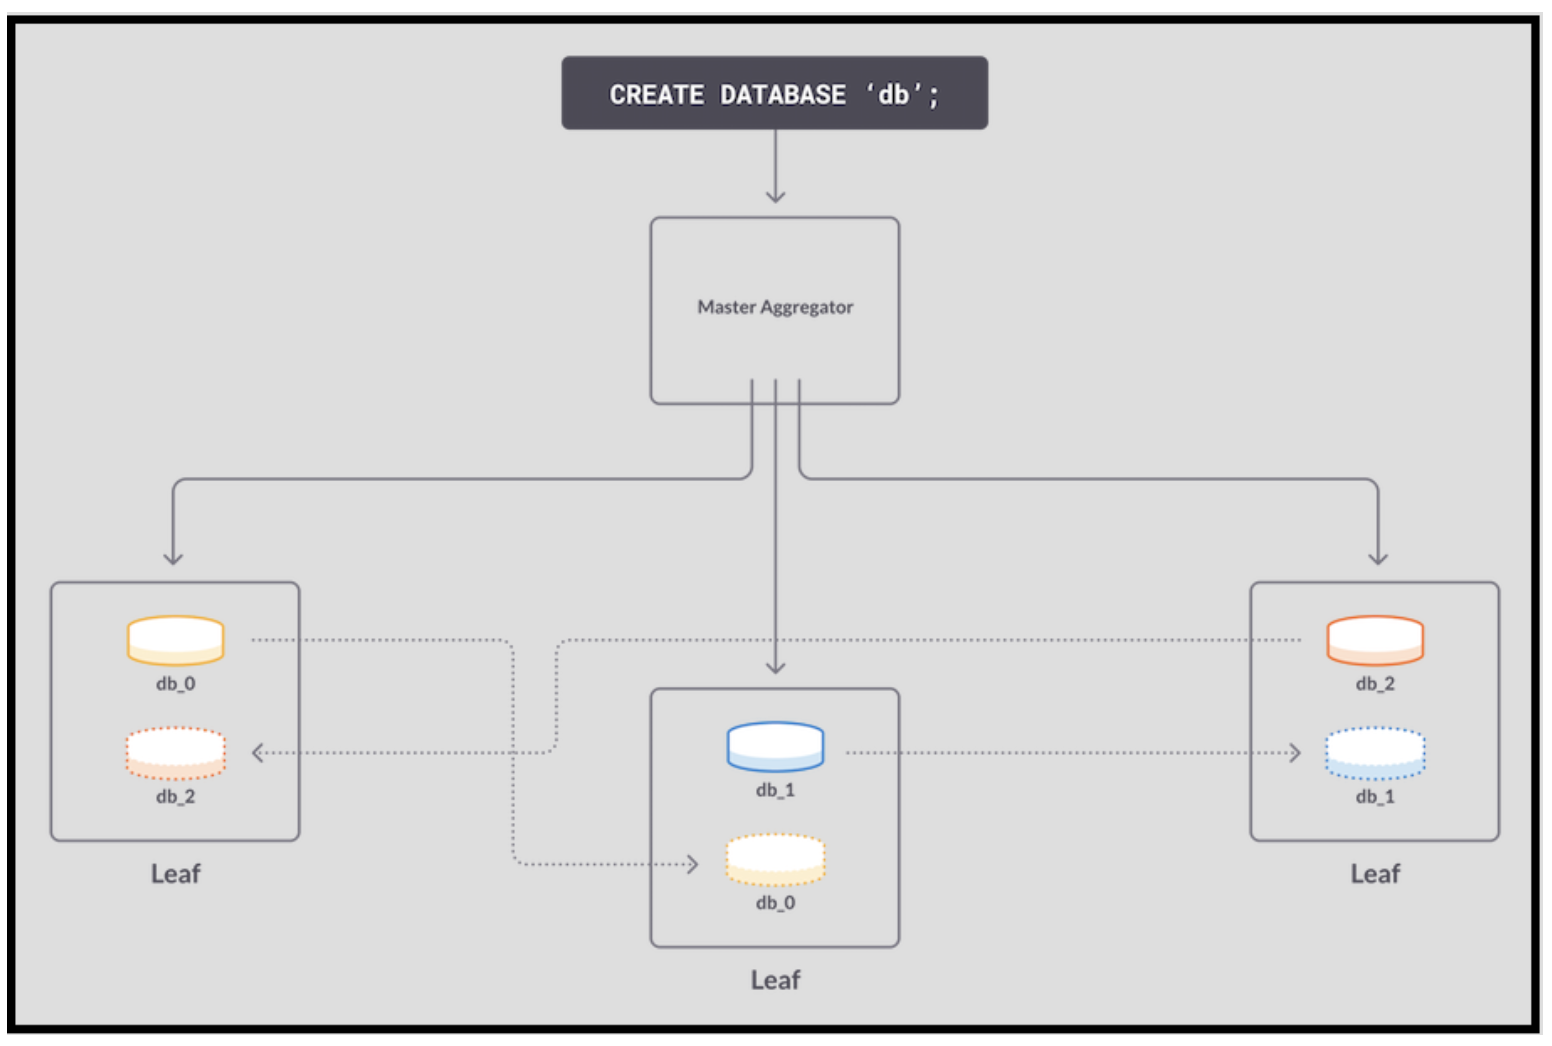 CREATE DATABASE ‘db’;
Master Aggregator
db_0
db_2
Leaf
db_1
db_0
Leaf
db_2
db_1
Leaf